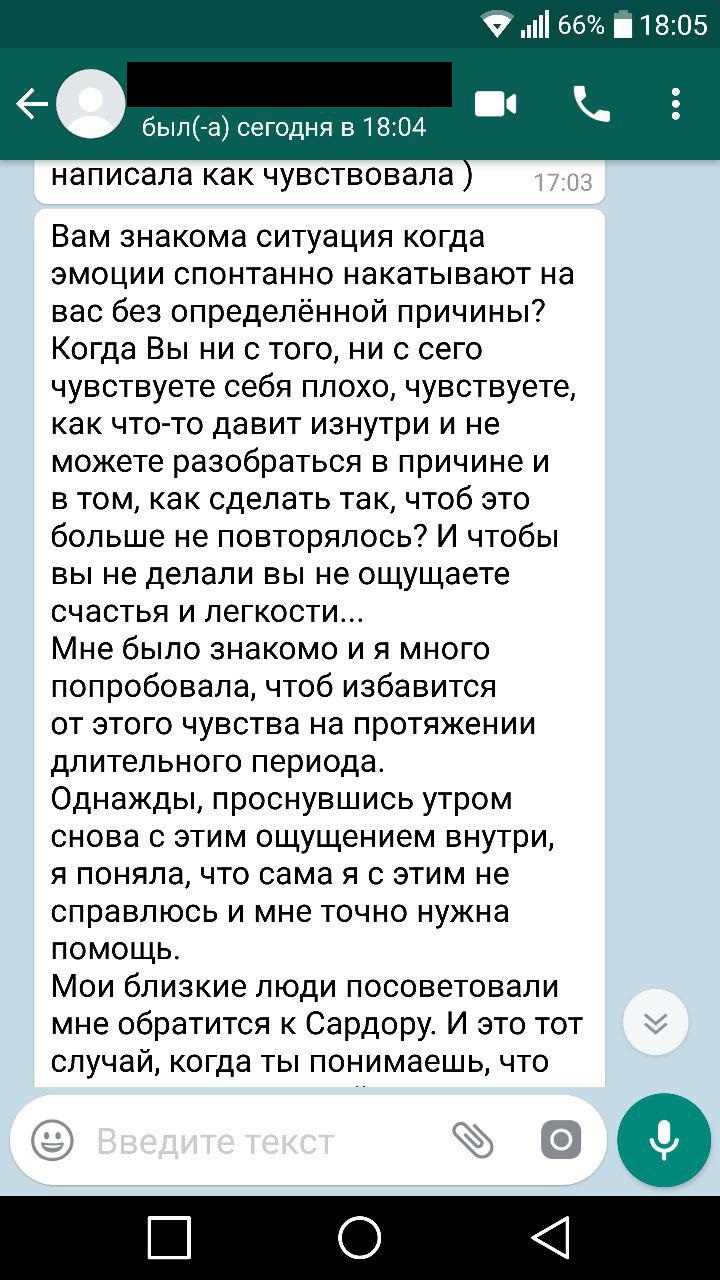 66% 18:05
был(-а) сегодня в 18:04
написала как чувствовала )
17:03
Вам знакома ситуация когда
эмоции спонтанно накатывают на
вас без определённой причины?
Когда Вы ни с того, ни с сего
чувствуете себя плохо, чувствуете,
как что-то давит изнутри и не
можете разобраться в причине и
в том, как сделать так, чтоб это
больше не повторялось? И чтобы
вы не делали вы не ощущаете
счастья и легкости...
Мне было знакомо и я много
попробовала, чтоб избавится
от этого чувства на протяжении
длительного периода.
Однажды, проснувшись утром
снова с этим ощущением внутри,
я поняла, что сама я с этим не
справлюсь и мне точно нужна
помощь.
Мои близкие люди посоветовали
мне обратится к Сардору. И это тот
случай, когда ты понимаешь, что
Введите текст